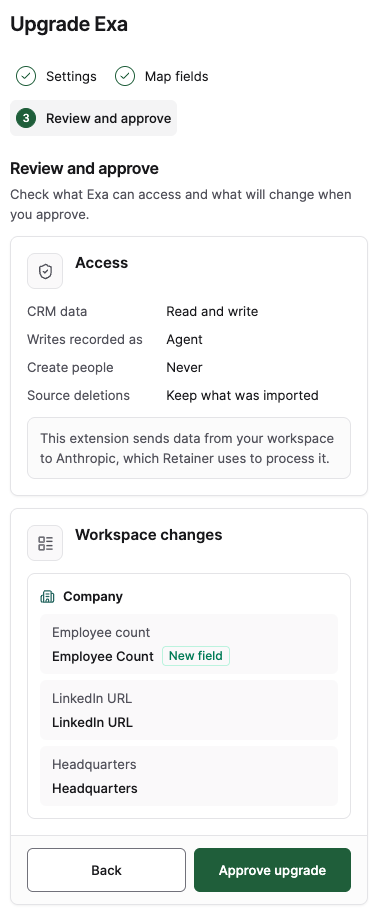 Upgrade Exa
Settings
Map fields
3
Review and approve
Review and approve
Check what Exa can access and what will change when
you approve.
Access
CRM data
Read and write
Writes recorded as
Agent
Create people
Never
Source deletions
Keep what was imported
This extension sends data from your workspace
to Anthropic, which Retainer uses to process it.
Workspace changes
Company
Employee count
Employee Count
New field
LinkedIn URL
LinkedIn URL
Headquarters
Headquarters
Back
Approve upgrade